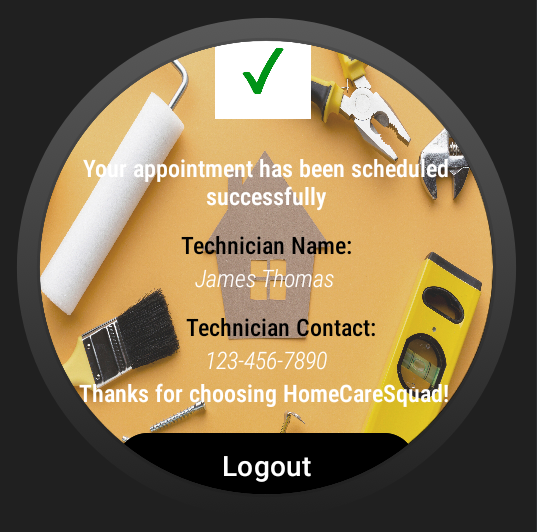 Your appointment has been scheduled
successfully
Technician Name:
James Thomas
Technician Contact:
123-456-7890
Thanks for choosing HomeCareSquad!
Logout